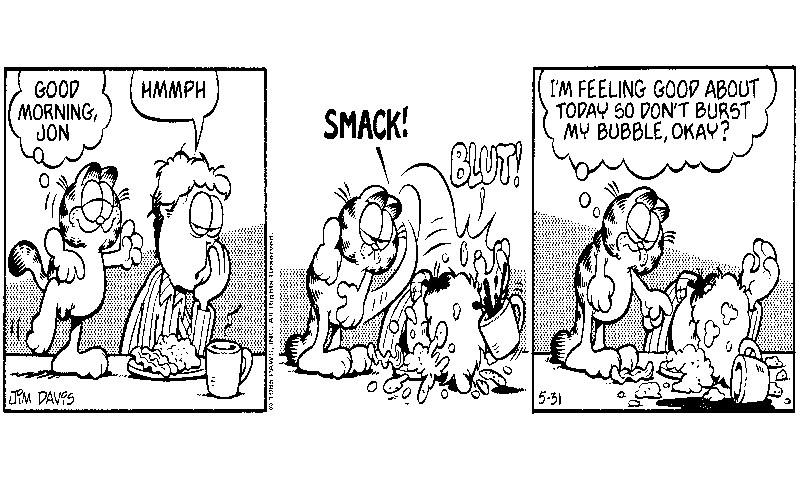 GOOD
MORNING,
JON
HMMPH
JIM DAVIS
SMACK!
BLUT!
I'M FEELING GOOD ABOUT
TODAY SO DON'T BURST
MY BUBBLE, OKAY?
5-31